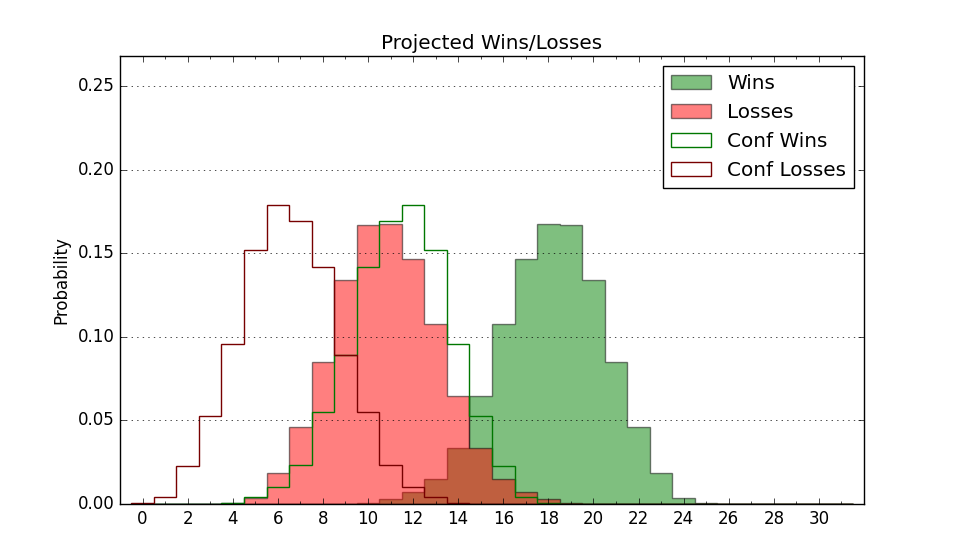 Projected Wins/Losses
Wins
Losses
Conf Wins
Conf Losses
Probability
0.25
0.20
0.15
0.10
0.05
0.00
0 2 4 6 8 10 12 14 16 18 20 22 24 26 28 30